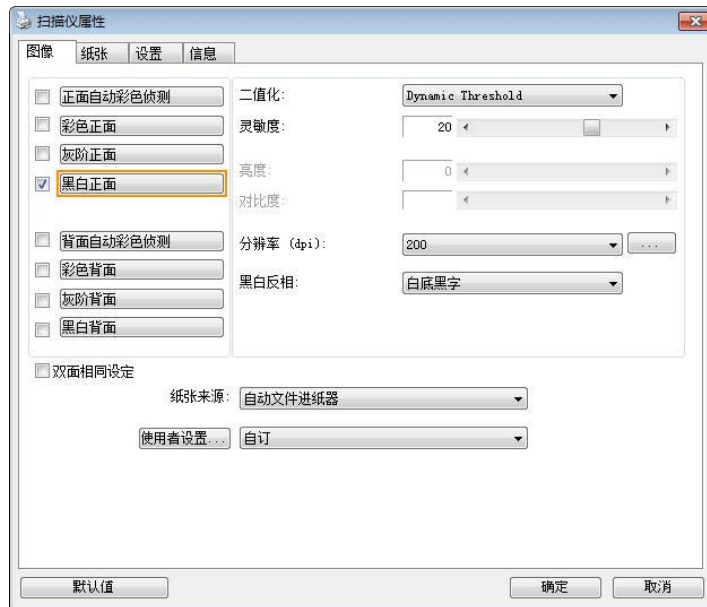 扫描仪属性
图像 纸张 设置 信息
正面自动彩色侦测
彩色正面
灰阶正面
黑白正面
背面自动彩色侦测
彩色背面
灰阶背面
黑白背面
二值化: Dynamic Threshold
灵敏度: 20
亮度: 0
对比度:
分辨率 (dpi): 200 ...
黑白反相: 白底黑字
双面相同设定
纸张来源: 自动文件进纸器
使用者设置... 自订
默认值 确定 取消